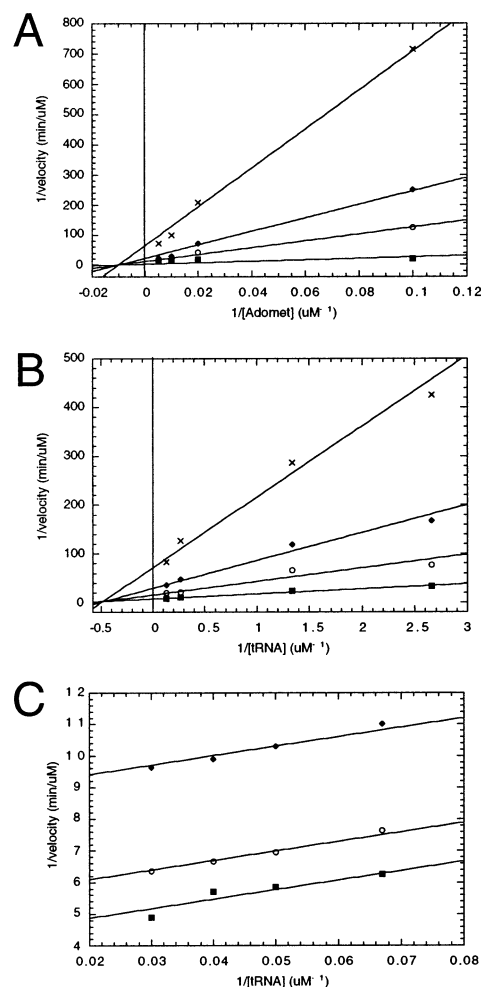 A
800
700
600
500
400
300
200
100
0
-0.02 0 0.02 0.04 0.06 0.08 0.10 0.12
1/velocity (min/uM)
1/[Adomet] (uM⁻¹)
B
500
400
300
200
100
0
-0.5 0 0.5 1 1.5 2 2.5 3
1/velocity (min/uM)
1/[tRNA] (uM⁻¹)
C
12
11
10
9
8
7
6
5
4
0.02 0.03 0.04 0.05 0.06 0.07 0.08
1/velocity (min/uM)
1/[tRNA] (uM⁻¹)